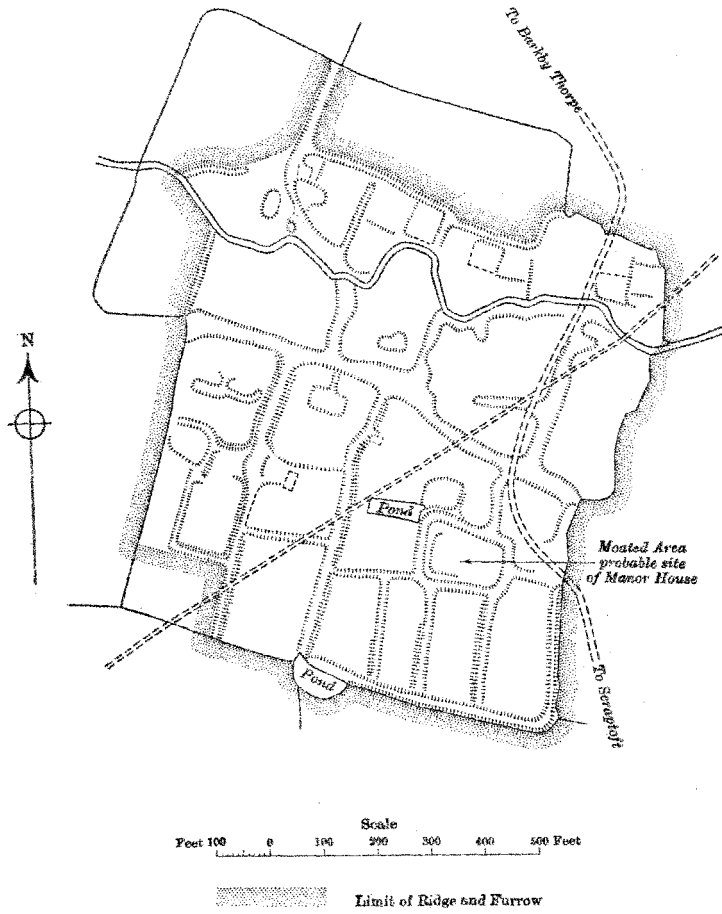 To Barkby Thorpe
N
Pond
Moated Area
probable site
of Manor House
Pond
To Scraptoft
Scale
Feet 100 0 100 200 300 400 500 Feet
Limit of Ridge and Furrow